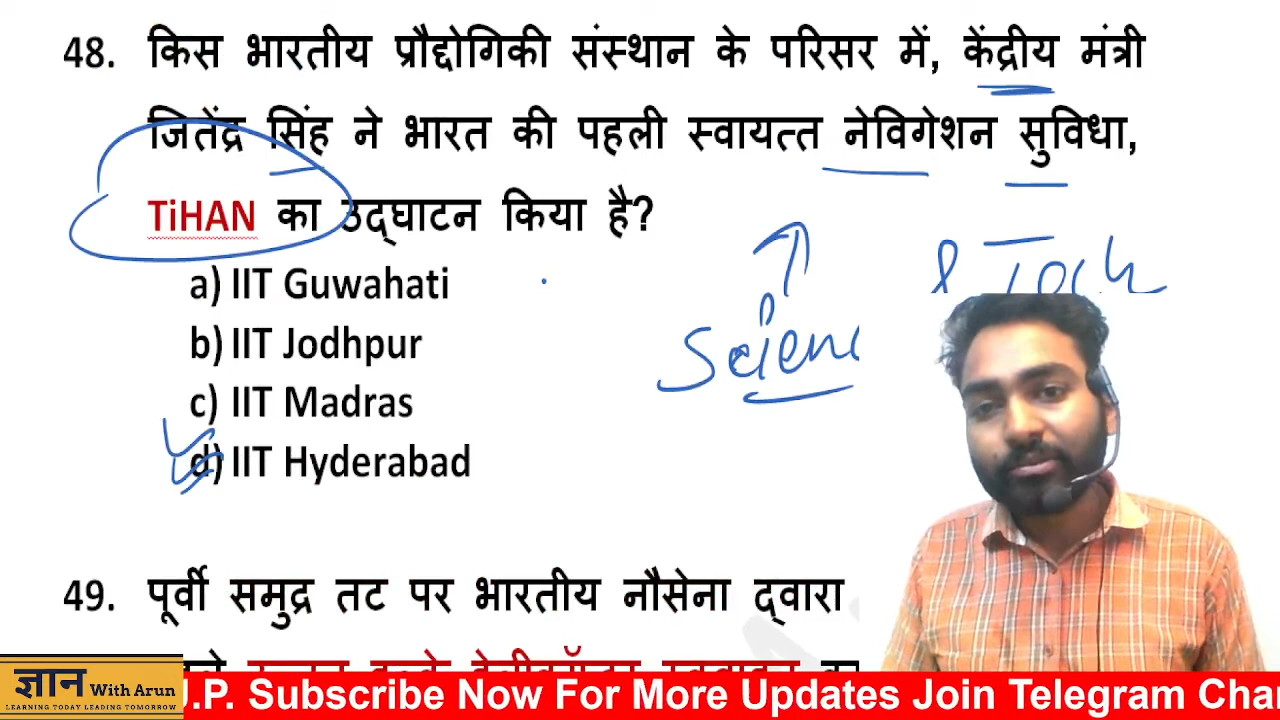 48. किस भारतीय प्रौद्योगिकी संस्थान के परिसर में, केंद्रीय मंत्री
जितेंद्र सिंह ने भारत की पहली स्वायत्त नेविगेशन सुविधा,
TiHAN का उद्घाटन किया है?
a) IIT Guwahati
b) IIT Jodhpur
c) IIT Madras
d) IIT Hyderabad
& Tech
Scien
49. पूर्वी समुद्र तट पर भारतीय नौसेना द्वारा
ज्ञान With Arun
LEARNING TODAY LEADING TOMORROW
J.P. Subscribe Now For More Updates Join Telegram Cha